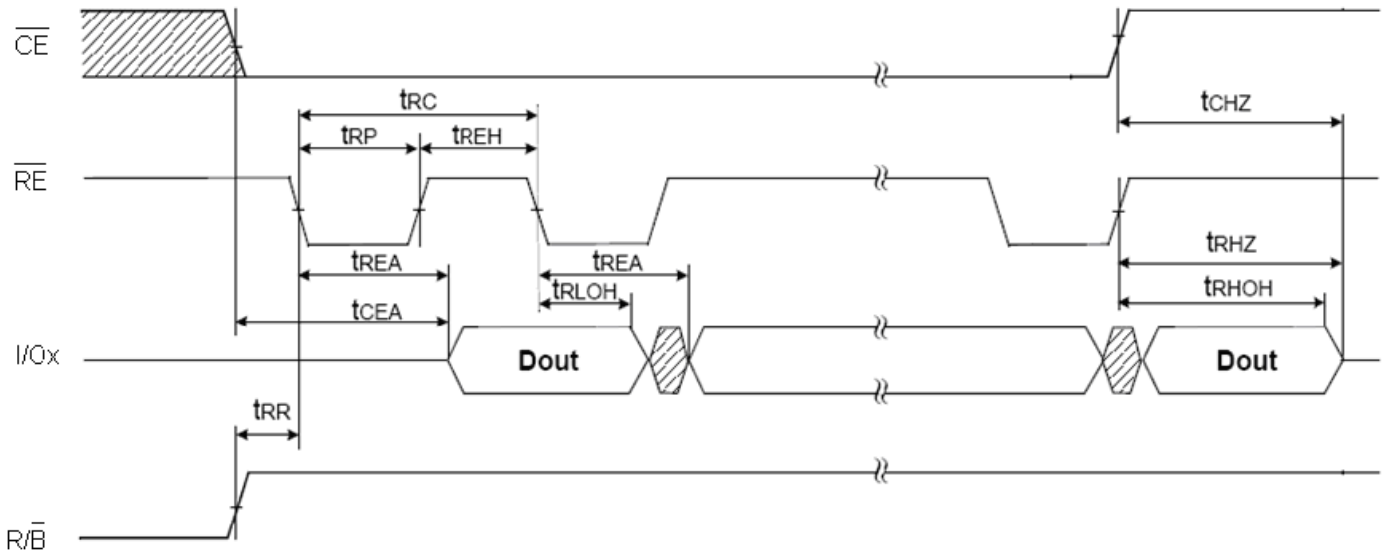 CE
tRC
tCHZ
tRP
tREH
RE
tREA
tREA
tRHZ
tRLOH
tRHOH
tCEA
I/Ox
Dout
Dout
tRR
R/B